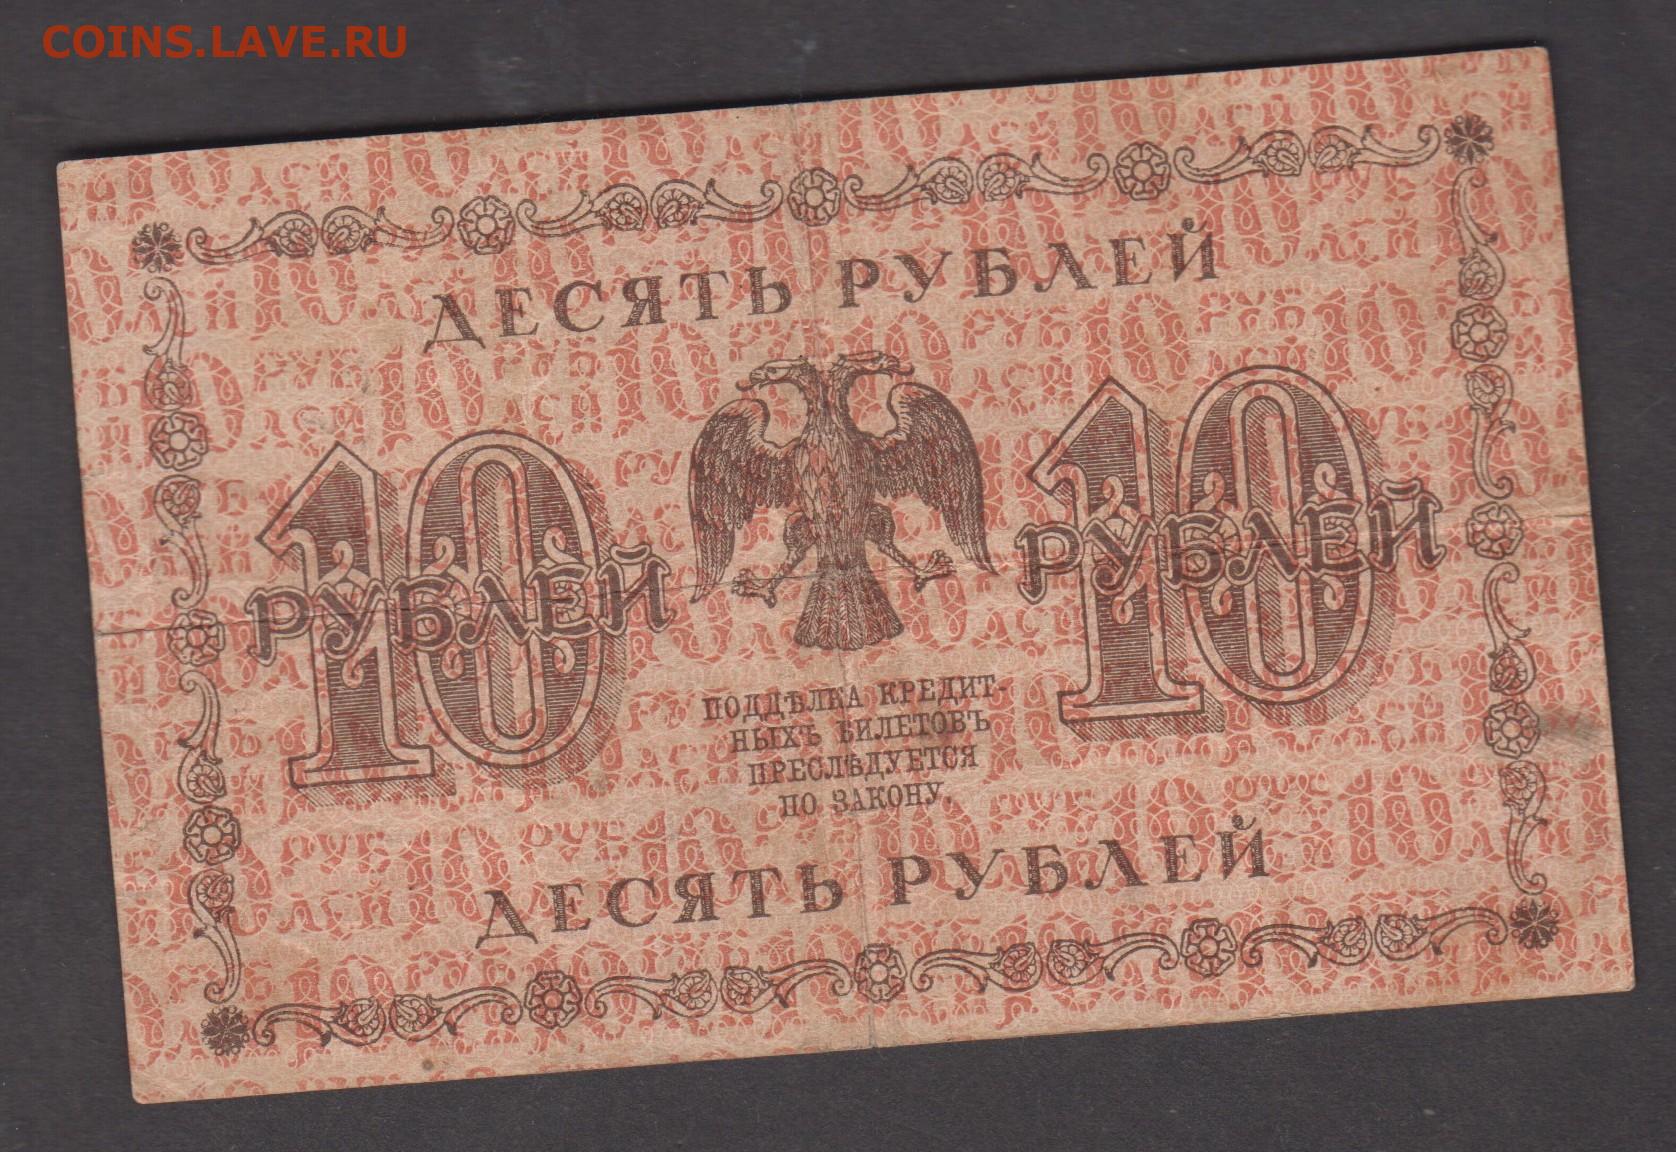 COINS.LAVE.RU
ДЕСЯТЬ РУБЛЕЙ
10 РУБЛЕЙ
10 РУБЛЕЙ
ПОДДѢЛКА КРЕДИТ-
НЫХЪ БИЛЕТОВЪ
ПРЕСЛѢДУЕТСЯ
ПО ЗАКОНУ.
ДЕСЯТЬ РУБЛЕЙ